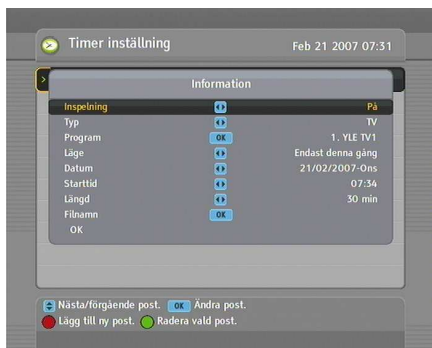 Timer inställning Feb 21 2007 07:31
Information
Inspelning På
Typ TV
Program OK 1. YLE TV1
Läge Endast denna gång
Datum 21/02/2007-Ons
Starttid 07:34
Längd 30 min
Filnamn OK
OK
Nästa/förgående post. OK Ändra post.
Lägg till ny post. Radera vald post.